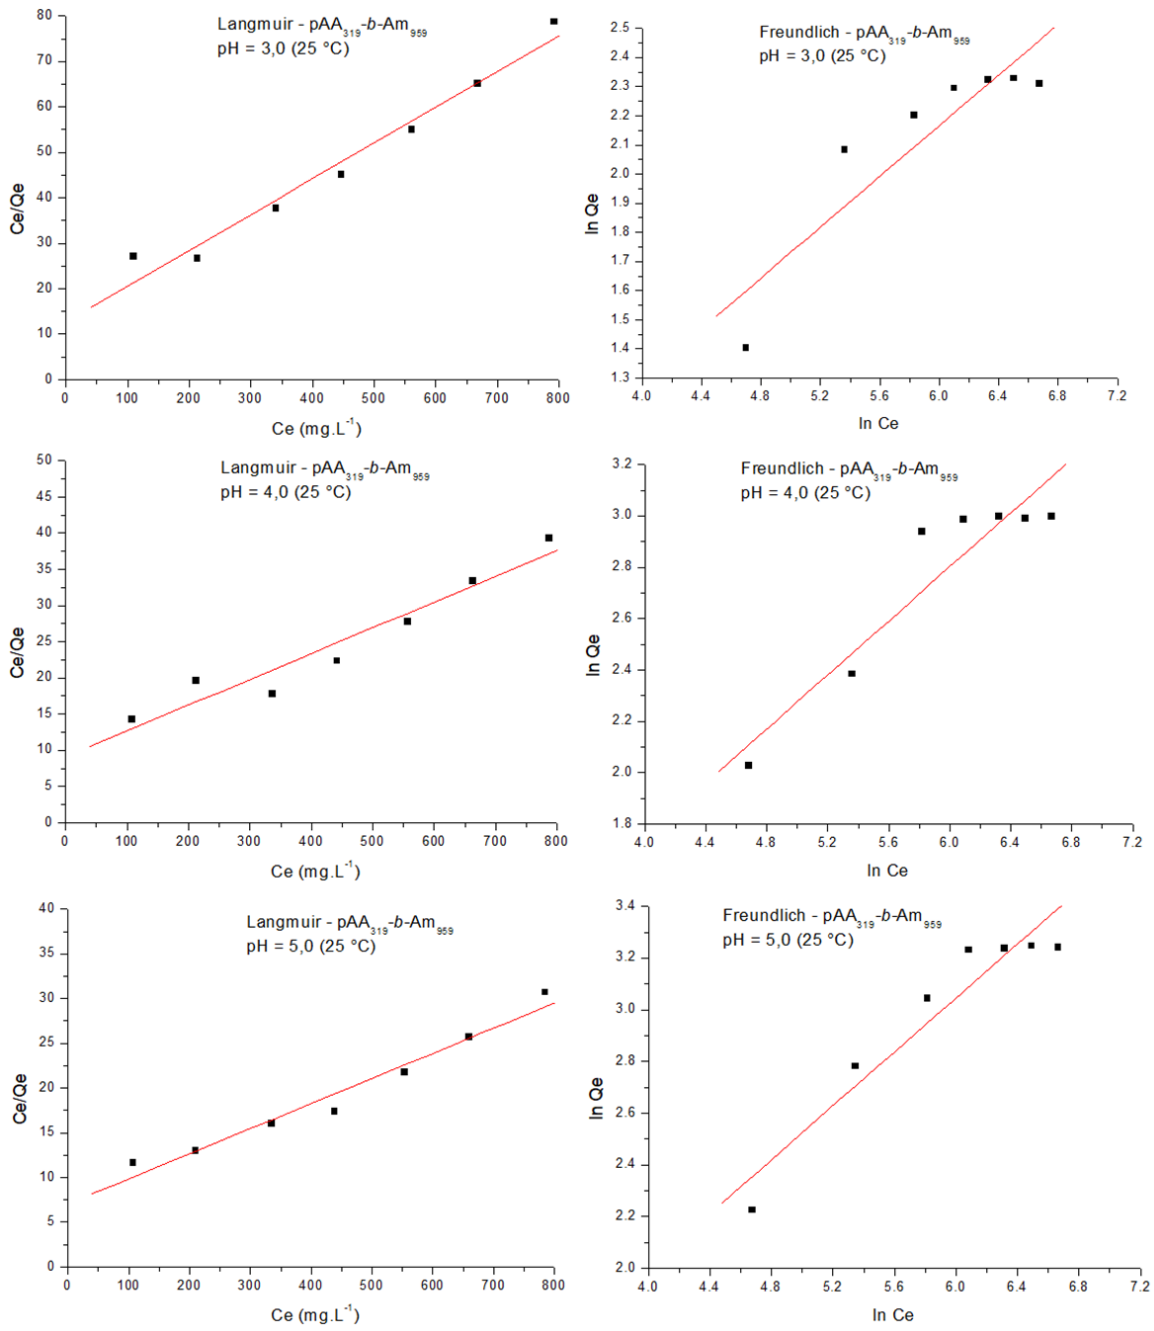 Langmuir - pAA319-b-Am959
pH = 3,0 (25 °C)
80
70
60
50
40
30
20
10
0
Ce/Qe
0 100 200 300 400 500 600 700 800
Ce (mg.L-1)
Freundlich - pAA319-b-Am959
pH = 3,0 (25 °C)
2.5
2.4
2.3
2.2
2.1
2.0
1.9
1.8
1.7
1.6
1.5
1.4
1.3
ln Qe
4.0 4.4 4.8 5.2 5.6 6.0 6.4 6.8 7.2
ln Ce
Langmuir - pAA319-b-Am959
pH = 4,0 (25 °C)
50
45
40
35
30
25
20
15
10
5
0
Ce/Qe
0 100 200 300 400 500 600 700 800
Ce (mg.L-1)
Freundlich - pAA319-b-Am959
pH = 4,0 (25 °C)
3.2
3.0
2.8
2.6
2.4
2.2
2.0
1.8
ln Qe
4.0 4.4 4.8 5.2 5.6 6.0 6.4 6.8 7.2
ln Ce
Langmuir - pAA319-b-Am959
pH = 5,0 (25 °C)
40
35
30
25
20
15
10
5
0
Ce/Qe
0 100 200 300 400 500 600 700 800
Ce (mg.L-1)
Freundlich - pAA319-b-Am959
pH = 5,0 (25 °C)
3.4
3.2
3.0
2.8
2.6
2.4
2.2
2.0
ln Qe
4.0 4.4 4.8 5.2 5.6 6.0 6.4 6.8 7.2
ln Ce